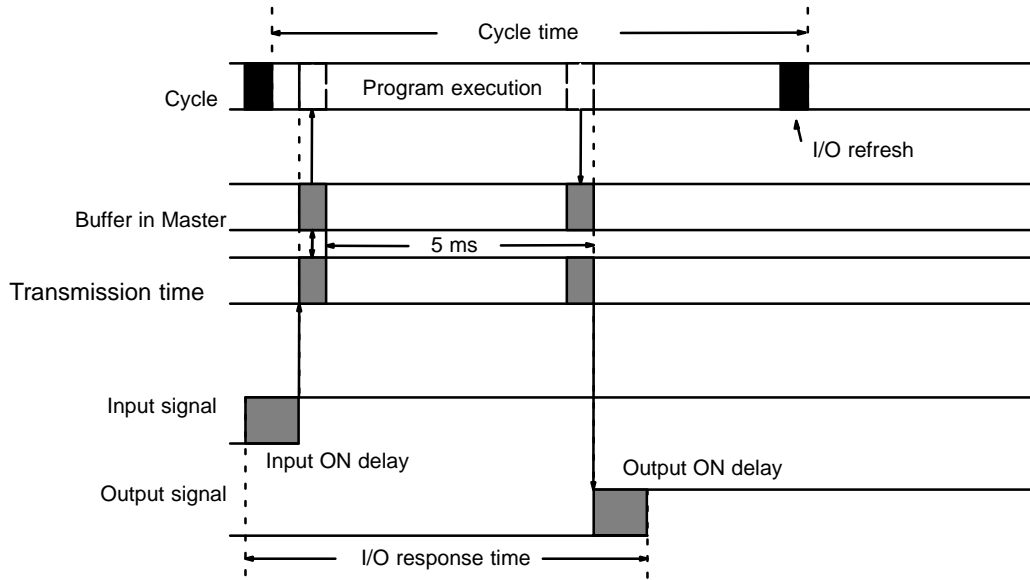 Cycle time
Cycle
Program execution
I/O refresh
Buffer in Master
5 ms
Transmission time
Input signal
Input ON delay
Output ON delay
Output signal
I/O response time